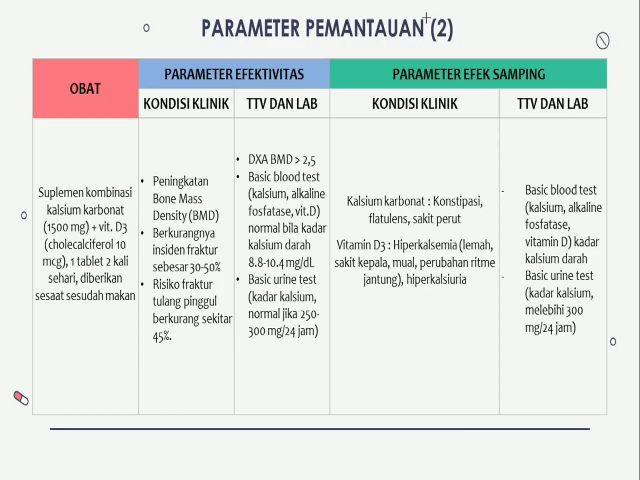 PARAMETER PEMANTAUAN (2)
OBAT
PARAMETER EFEKTIVITAS
PARAMETER EFEK SAMPING
KONDISI KLINIK
TTV DAN LAB
KONDISI KLINIK
TTV DAN LAB
Suplemen kombinasi
kalsium karbonat
(1500 mg) + vit. D3
(cholecalciferol 10
mcg), 1 tablet 2 kali
sehari, diberikan
sesaat sesudah makan
• Peningkatan
Bone Mass
Density (BMD)
• Berkurangnya
insiden fraktur
sebesar 30-50%
• Risiko fraktur
tulang pinggul
berkurang sekitar
45%.
• DXA BMD > 2,5
• Basic blood test
(kalsium, alkaline
fosfatase, vit.D)
normal bila kadar
kalsium darah
8.8-10.4 mg/dL
• Basic urine test
(kadar kalsium,
normal jika 250-
300 mg/24 jam)
Kalsium karbonat : Konstipasi,
flatulens, sakit perut
Vitamin D3 : Hiperkalsemia (lemah,
sakit kepala, mual, perubahan ritme
jantung), hiperkalsiuria
- Basic blood test
(kalsium, alkaline
fosfatase,
vitamin D) kadar
kalsium darah
- Basic urine test
(kadar kalsium,
melebihi 300
mg/24 jam)